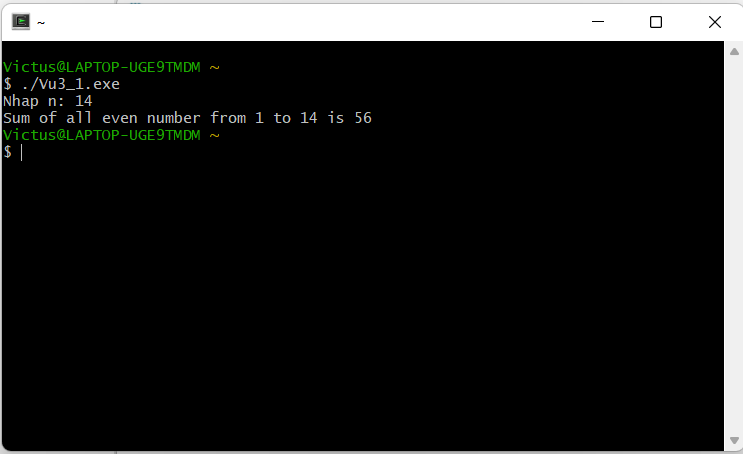 ~
Victus@LAPTOP-UGE9TMDM ~
$ ./Vu3_1.exe
Nhap n: 14
Sum of all even number from 1 to 14 is 56
Victus@LAPTOP-UGE9TMDM ~
$